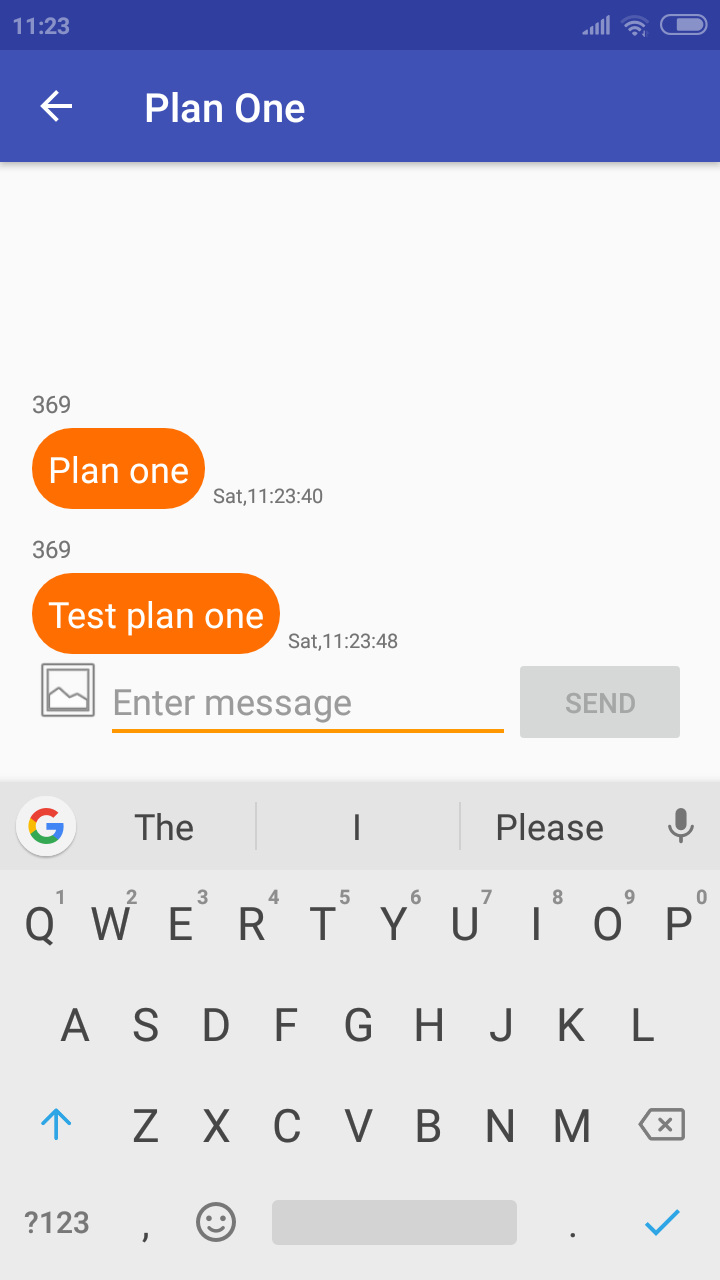 11:23
Plan One
369
Plan one
Sat,11:23:40
369
Test plan one
Sat,11:23:48
Enter message
SEND
G The I Please
1 2 3 4 5 6 7 8 9 0
Q W E R T Y U I O P
A S D F G H J K L
Z X C V B N M
?123 , .